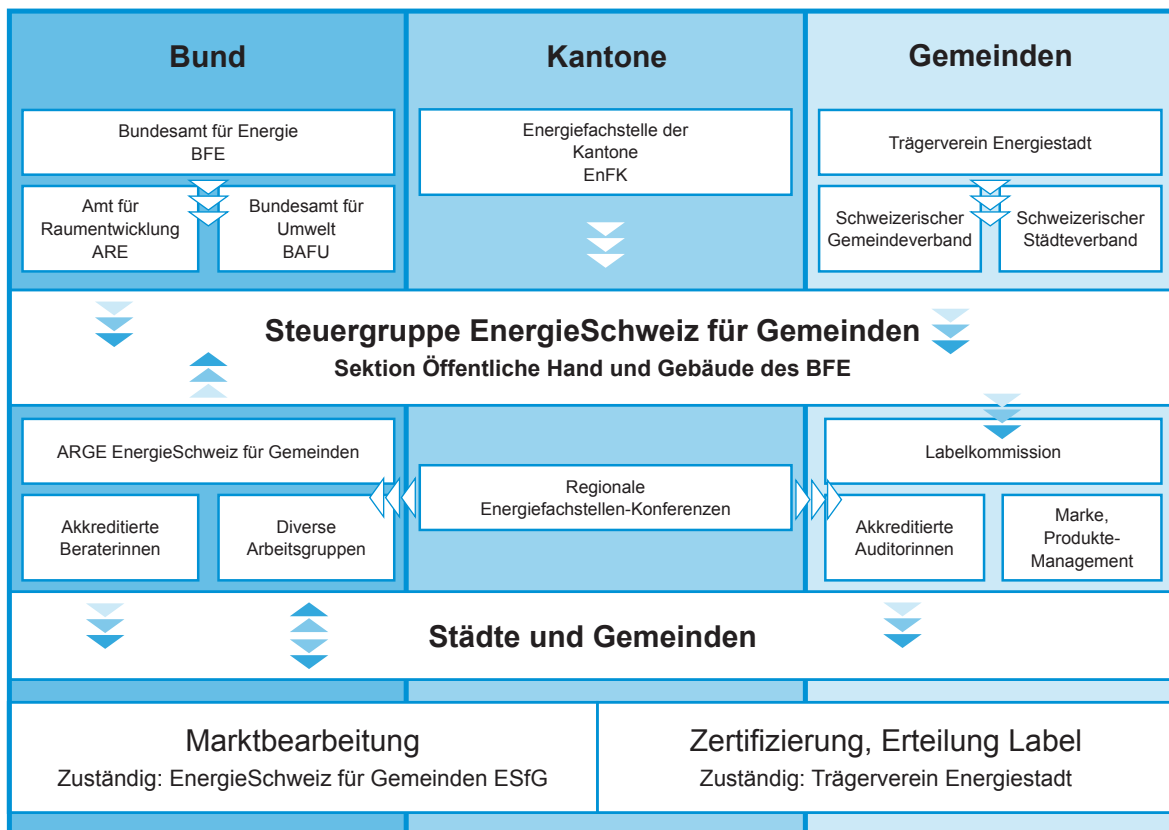 Bund
Kantone
Gemeinden
Bundesamt für Energie
BFE
Energiefachstelle der
Kantone
EnFK
Trägerverein Energiestadt
Amt für
Raumentwicklung
ARE
Bundesamt für
Umwelt
BAFU
Schweizerischer
Gemeindeverband
Schweizerischer
Städteverband
Steuergruppe EnergieSchweiz für Gemeinden
Sektion Öffentliche Hand und Gebäude des BFE
ARGE EnergieSchweiz für Gemeinden
Regionale
Energiefachstellen-Konferenzen
Labelkommission
Akkreditierte
Beraterinnen
Diverse
Arbeitsgruppen
Akkreditierte
Auditorinnen
Marke,
Produkte-
Management
Städte und Gemeinden
Marktbearbeitung
Zuständig: EnergieSchweiz für Gemeinden ESfG
Zertifizierung, Erteilung Label
Zuständig: Trägerverein Energiestadt